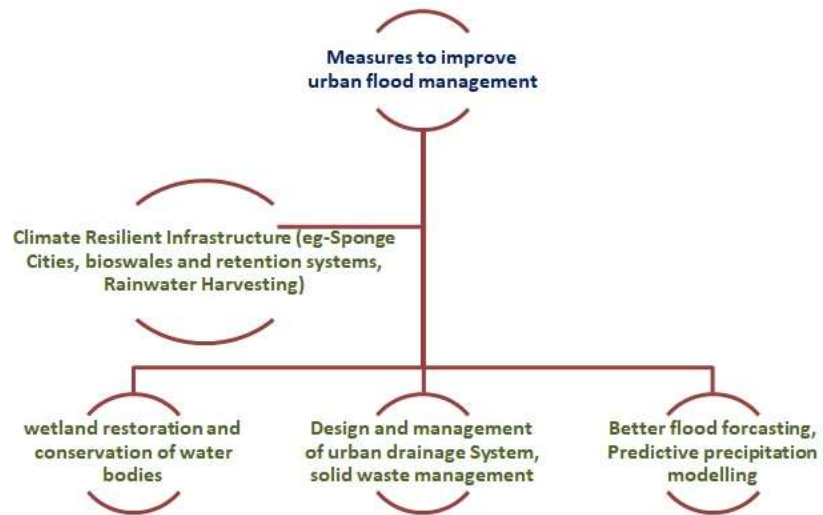 Measures to improve
urban flood management
Climate Resilient Infrastructure (eg-Sponge
Cities, bioswales and retention systems,
Rainwater Harvesting)
wetland restoration and
conservation of water
bodies
Design and management
of urban drainage System,
solid waste management
Better flood forcasting,
Predictive precipitation
modelling